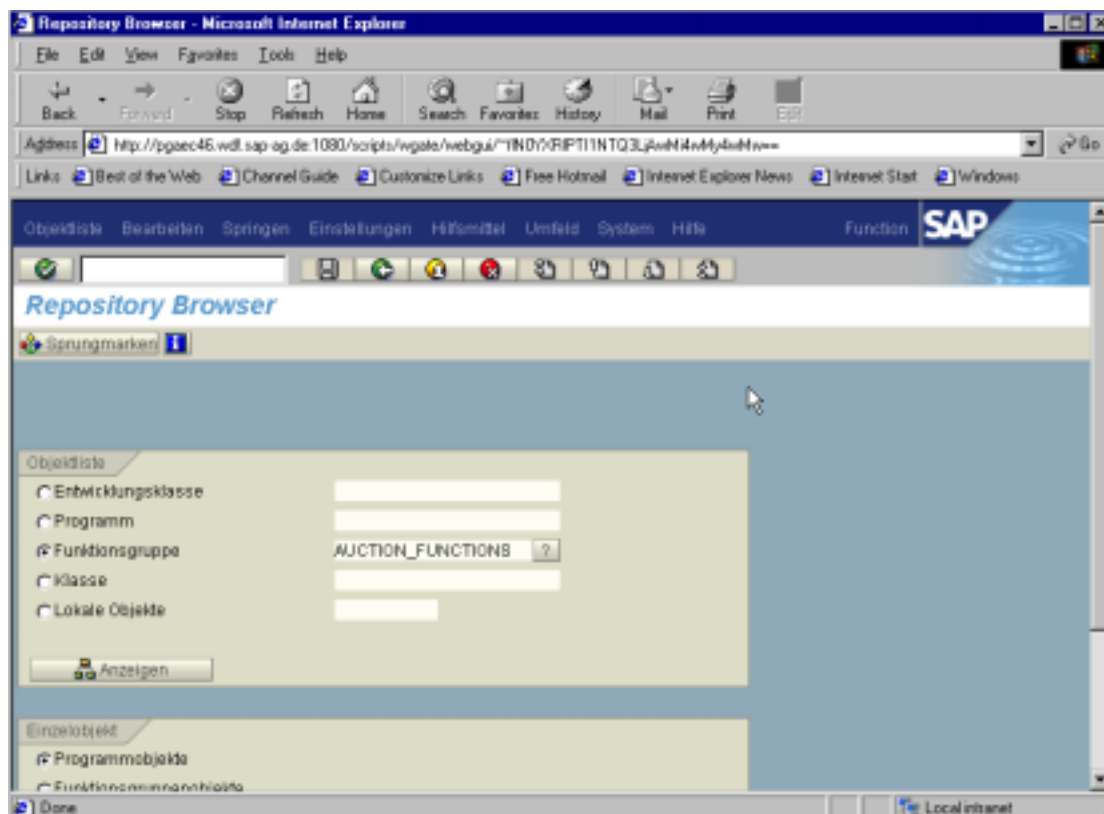 Repository Browser - Microsoft Internet Explorer
File Edit View Favorites Tools Help
Back Forward Stop Refresh Home Search Favorites History Mail Print Edit
Address Go
Links Best of the Web Channel Guide Customize Links Free Hotmail Internet Explorer News Internet Start Windows
Objektliste Bearbeiten Springen Einstellungen Hilfsmittel Umfeld System Hilfe Function SAP
Repository Browser
Sprungmarken
Objektliste
Entwicklungsklasse
Programm
Funktionsgruppe AUCTION_FUNCTIONS ?
Klasse
Lokale Objekte
Anzeigen
Einzelobjekt
Programmobjekte
Funktionsgruppenobjekte
Done Local intranet